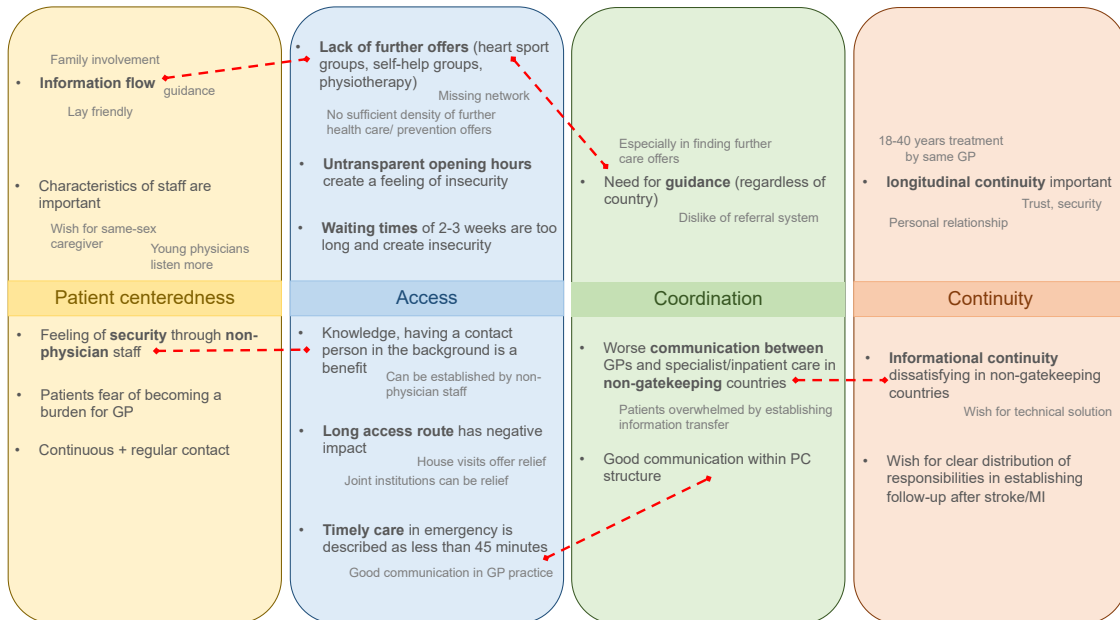 Family involvement
• Information flow
guidance
Lay friendly
• Characteristics of staff are
important
Wish for same-sex
caregiver
Young physicians
listen more
Patient centeredness
• Feeling of security through non-
physician staff
• Patients fear of becoming a
burden for GP
• Continuous + regular contact
• Lack of further offers (heart sport
groups, self-help groups,
physiotherapy)
Missing network
No sufficient density of further
health care/ prevention offers
• Untransparent opening hours
create a feeling of insecurity
• Waiting times of 2-3 weeks are too
long and create insecurity
Access
• Knowledge, having a contact
person in the background is a
benefit
Can be established by non-
physician staff
• Long access route has negative
impact
House visits offer relief
Joint institutions can be relief
• Timely care in emergency is
described as less than 45 minutes
Good communication in GP practice
Especially in finding further
care offers
• Need for guidance (regardless of
country)
Dislike of referral system
Coordination
• Worse communication between
GPs and specialist/inpatient care in
non-gatekeeping countries
Patients overwhelmed by establishing
information transfer
• Good communication within PC
structure
18-40 years treatment
by same GP
• longitudinal continuity important
Trust, security
Personal relationship
Continuity
• Informational continuity
dissatisfying in non-gatekeeping
countries
Wish for technical solution
• Wish for clear distribution of
responsibilities in establishing
follow-up after stroke/MI